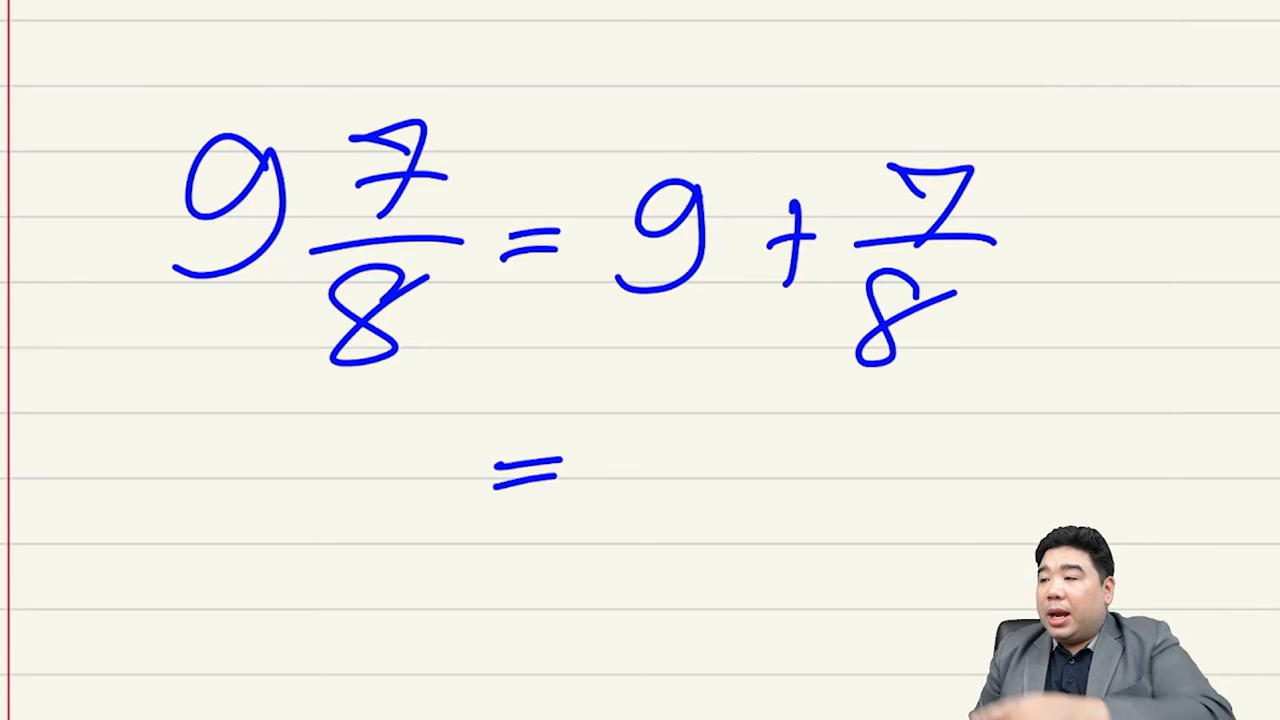 9 7/8 = 9 + 7/8
=